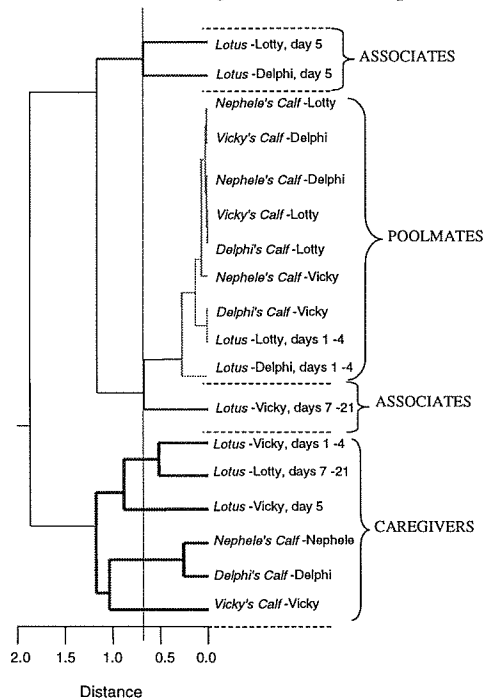 Lotus -Lotty, day 5
ASSOCIATES
Lotus -Delphi, day 5
Nephele's Calf -Lotty
Vicky's Calf -Delphi
Nephele's Calf -Delphi
Vicky's Calf -Lotty
POOLMATES
Delphi's Calf -Lotty
Nephele's Calf -Vicky
Delphi's Calf -Vicky
Lotus -Lotty, days 1 -4
Lotus -Delphi, days 1 -4
Lotus -Vicky, days 7 -21
ASSOCIATES
Lotus -Vicky, days 1 -4
Lotus -Lotty, days 7 -21
Lotus -Vicky, day 5
CAREGIVERS
Nephele's Calf -Nephele
Delphi's Calf -Delphi
Vicky's Calf -Vicky
2.0 1.5 1.0 0.5 0.0
Distance